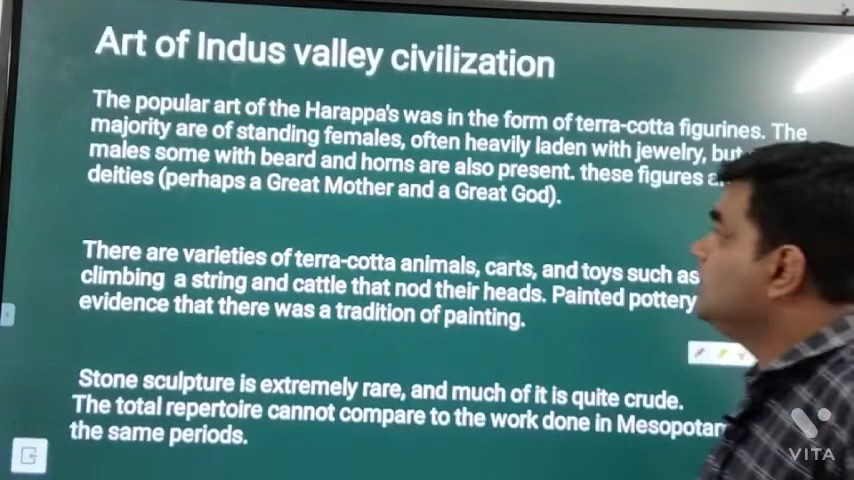 Art of Indus valley civilization
The popular art of the Harappa's was in the form of terra-cotta figurines. The
majority are of standing females, often heavily laden with jewelry, but
males some with beard and horns are also present. these figures
deities (perhaps a Great Mother and a Great God).
There are varieties of terra-cotta animals, carts, and toys such as
climbing a string and cattle that nod their heads. Painted pottery
evidence that there was a tradition of painting.
Stone sculpture is extremely rare, and much of it is quite crude.
The total repertoire cannot compare to the work done in
the same periods.
VITA